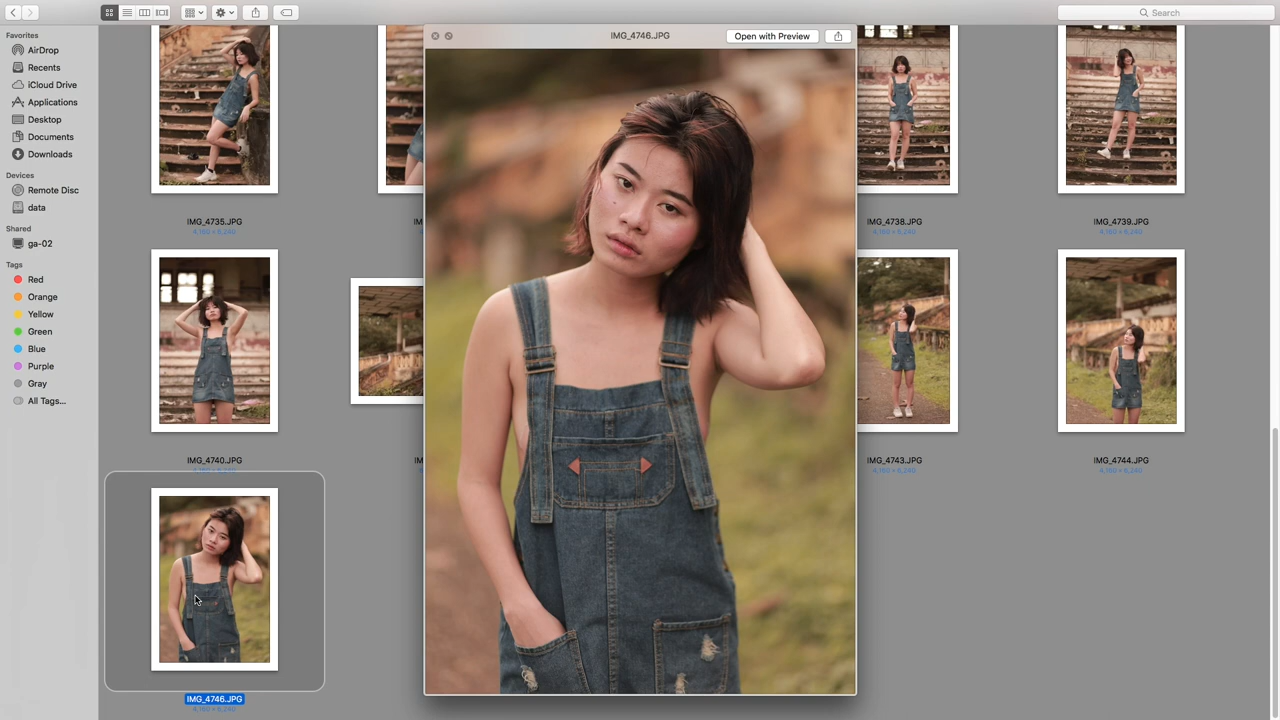 Search
IMG_4746.JPG
Open with Preview
Favorites
AirDrop
Recents
iCloud Drive
Applications
Desktop
Documents
Downloads
Devices
Remote Disc
data
Shared
ga-02
Tags
Red
Orange
Yellow
Green
Blue
Purple
Gray
All Tags...
IMG_4735.JPG
IM
IMG_4738.JPG
IMG_4739.JPG
IMG_4740.JPG
IM
IMG_4743.JPG
IMG_4744.JPG
IMG_4746.JPG